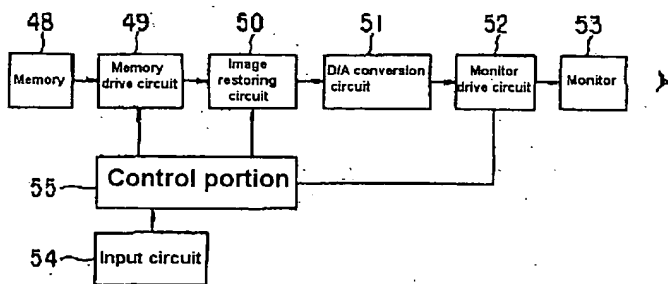 48 49 50 51 52 53
Memory
Memory
drive circuit
Image
restoring
circuit
D/A conversion
circuit
Monitor
drive circuit
Monitor
55
Control portion
54
Input circuit